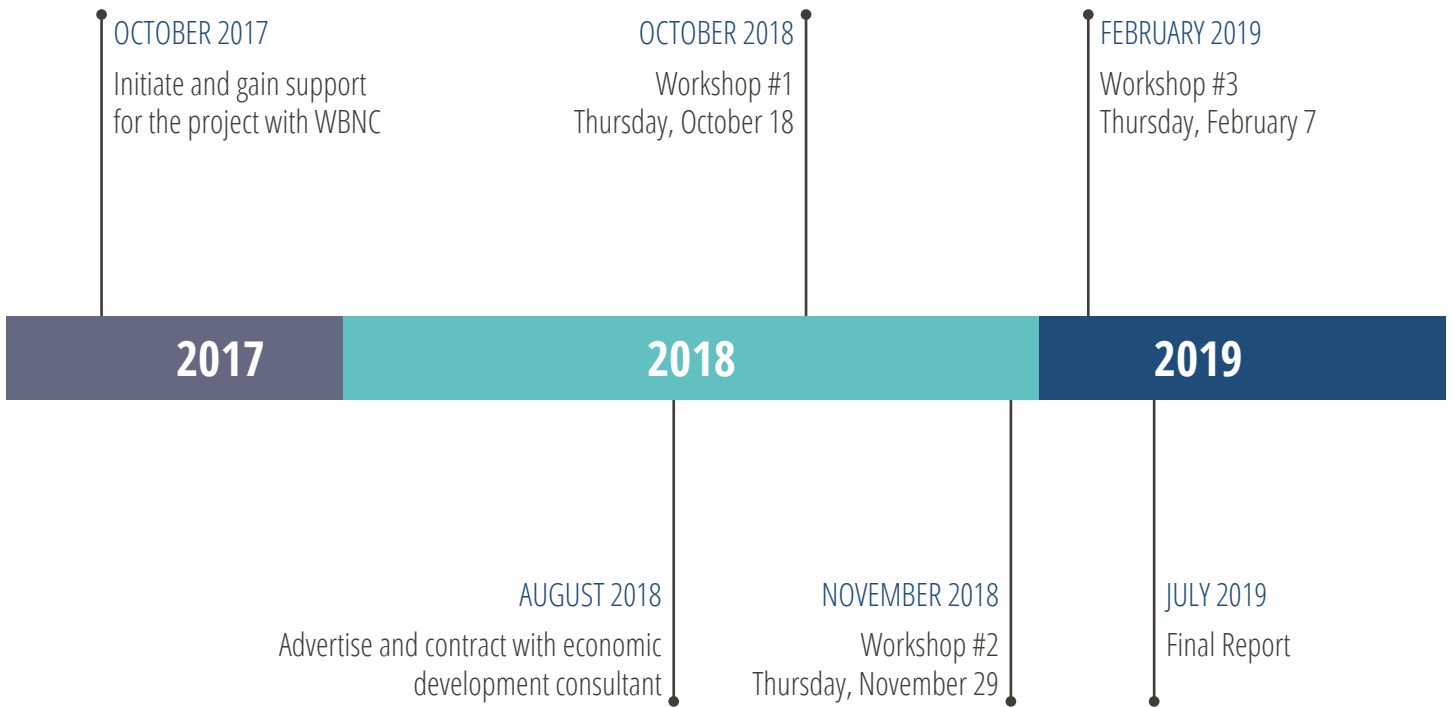 OCTOBER 2017
Initiate and gain support
for the project with WBNC
OCTOBER 2018
Workshop #1
Thursday, October 18
FEBRUARY 2019
Workshop #3
Thursday, February 7
2017
2018
2019
AUGUST 2018
Advertise and contract with economic
development consultant
NOVEMBER 2018
Workshop #2
Thursday, November 29
JULY 2019
Final Report